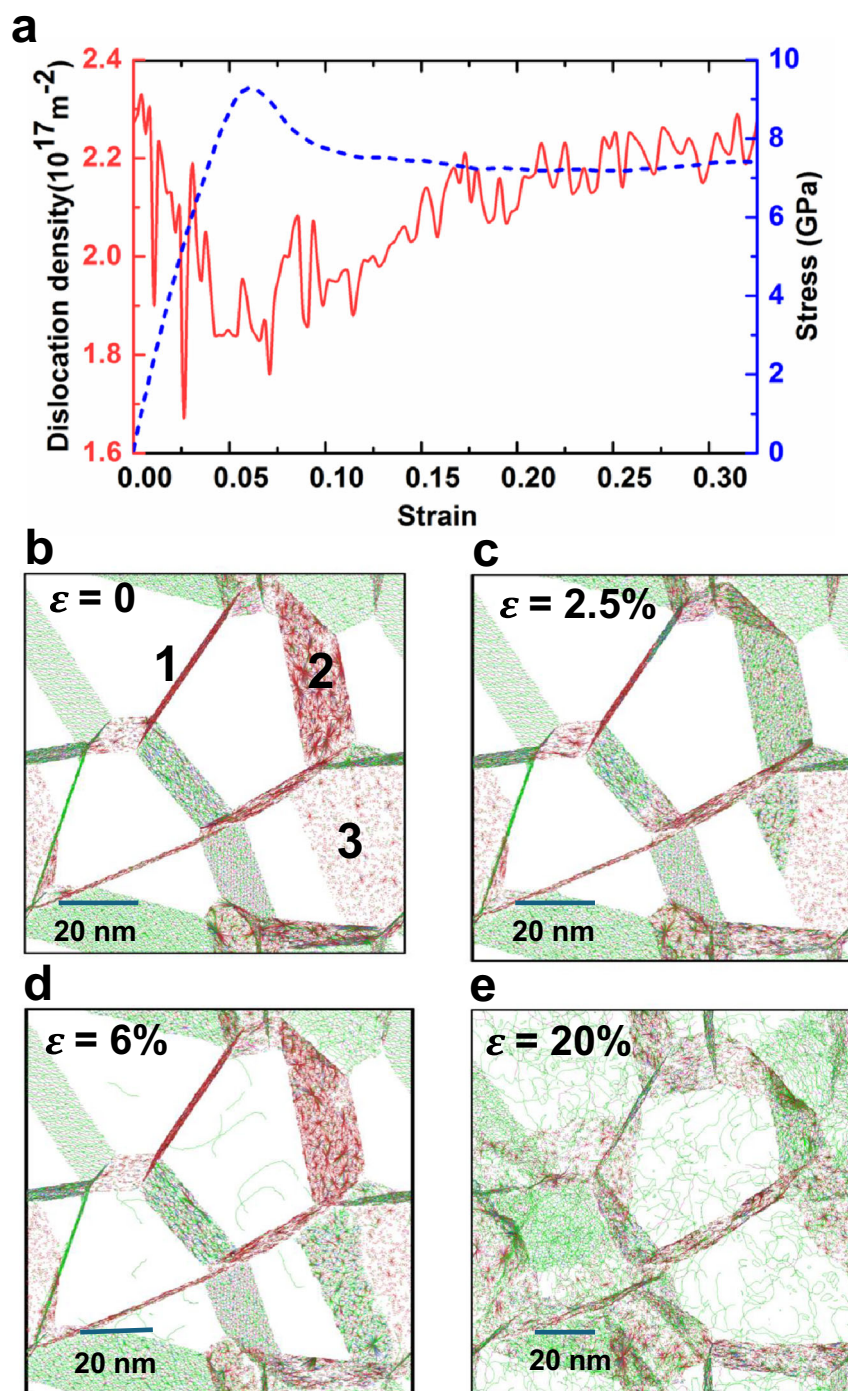 a
2.4
2.2
2.0
1.8
1.6
Dislocation density(10¹⁷m⁻²)
10
8
6
4
2
0
Stress (GPa)
0.00 0.05 0.10 0.15 0.20 0.25 0.30
Strain
b
ε = 0
1
2
3
20 nm
c
ε = 2.5%
20 nm
d
ε = 6%
20 nm
e
ε = 20%
20 nm